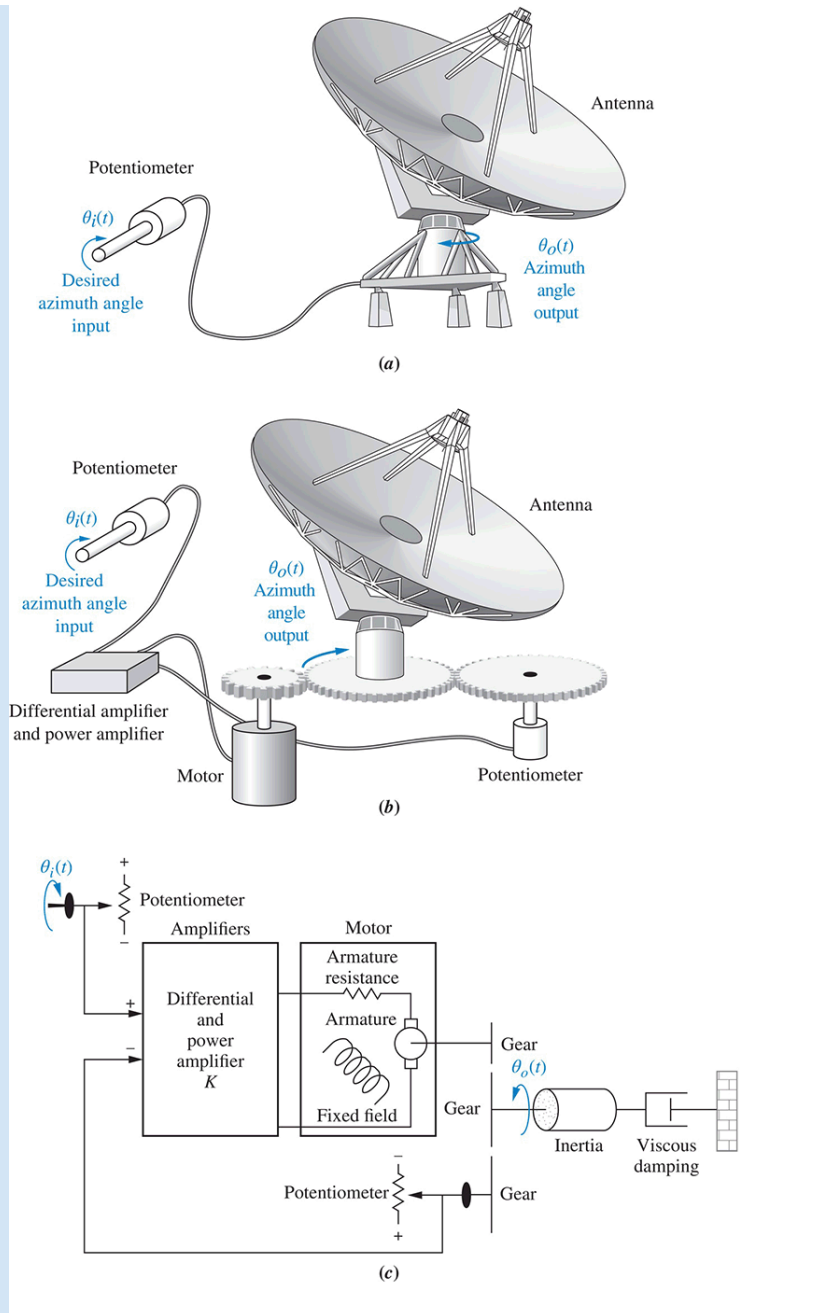 Antenna
Potentiometer
θi(t)
Desired
azimuth angle
input
θo(t)
Azimuth
angle
output
(a)
Potentiometer
Antenna
θi(t)
Desired
azimuth angle
input
θo(t)
Azimuth
angle
output
Differential amplifier
and power amplifier
Motor
Potentiometer
(b)
θi(t)
+
Potentiometer
−
Amplifiers
Motor
Armature
resistance
+
Differential
and
power
amplifier
K
Armature
−
Gear
θo(t)
Fixed field
Gear
Inertia
Viscous
damping
−
Potentiometer
Gear
+
(c)